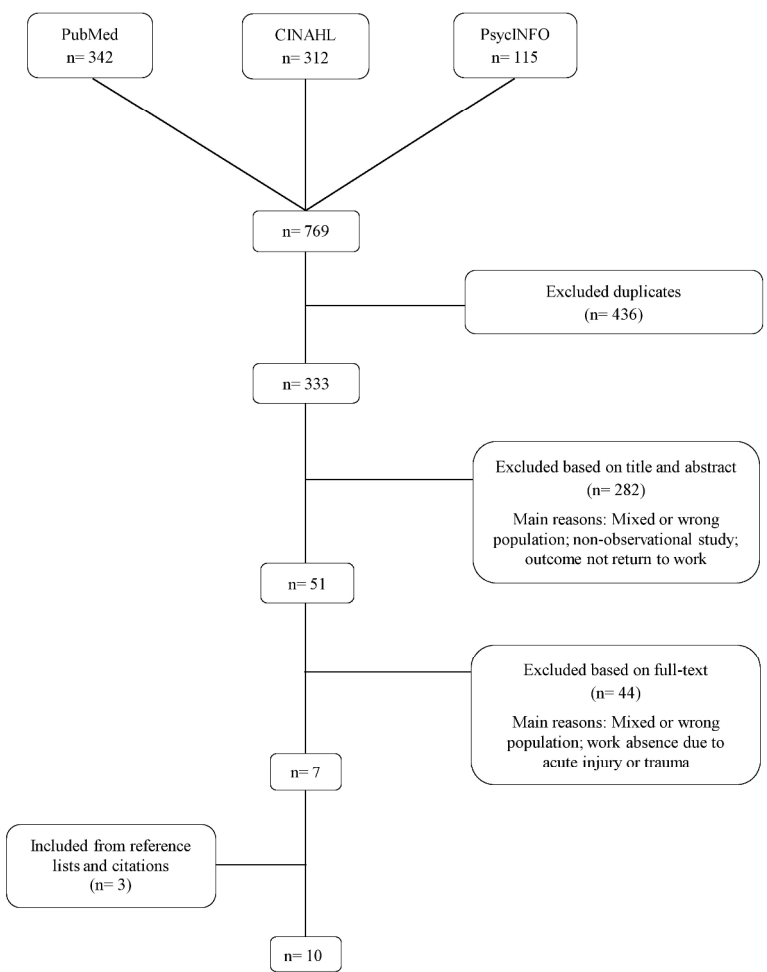 PubMed
n= 342
CINAHL
n= 312
PsycINFO
n= 115
n= 769
Excluded duplicates
(n= 436)
n= 333
Excluded based on title and abstract
(n= 282)
Main reasons: Mixed or wrong
population; non-observational study;
outcome not return to work
n= 51
Excluded based on full-text
(n= 44)
Main reasons: Mixed or wrong
population; work absence due to
acute injury or trauma
n= 7
Included from reference
lists and citations
(n= 3)
n= 10